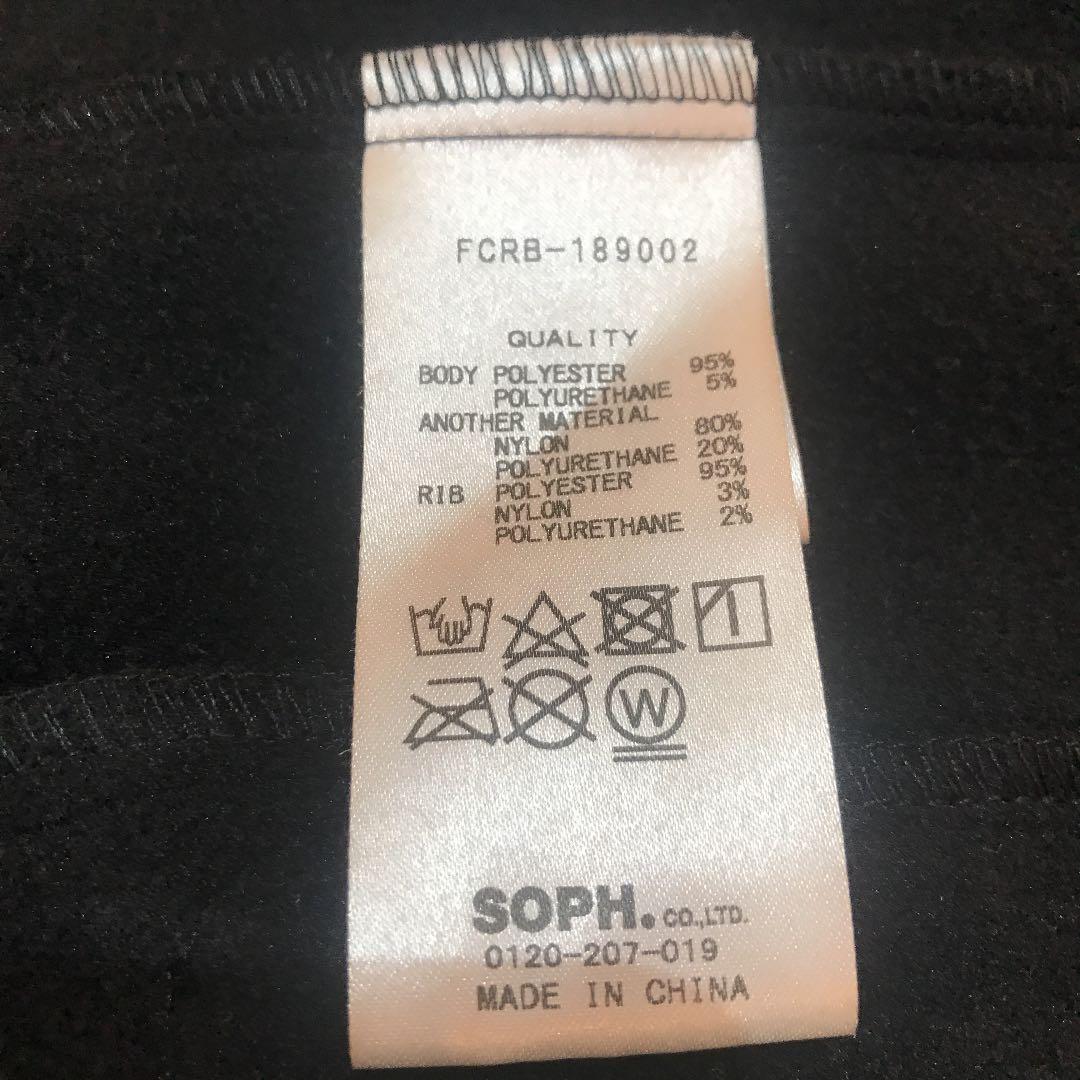 FCRB-189002
QUALITY
BODY POLYESTER 95%
POLYURETHANE 5%
ANOTHER MATERIAL
NYLON 80%
POLYURETHANE 20%
RIB POLYESTER 95%
NYLON 3%
POLYURETHANE 2%
W
SOPH. CO.,LTD.
0120-207-019
MADE IN CHINA